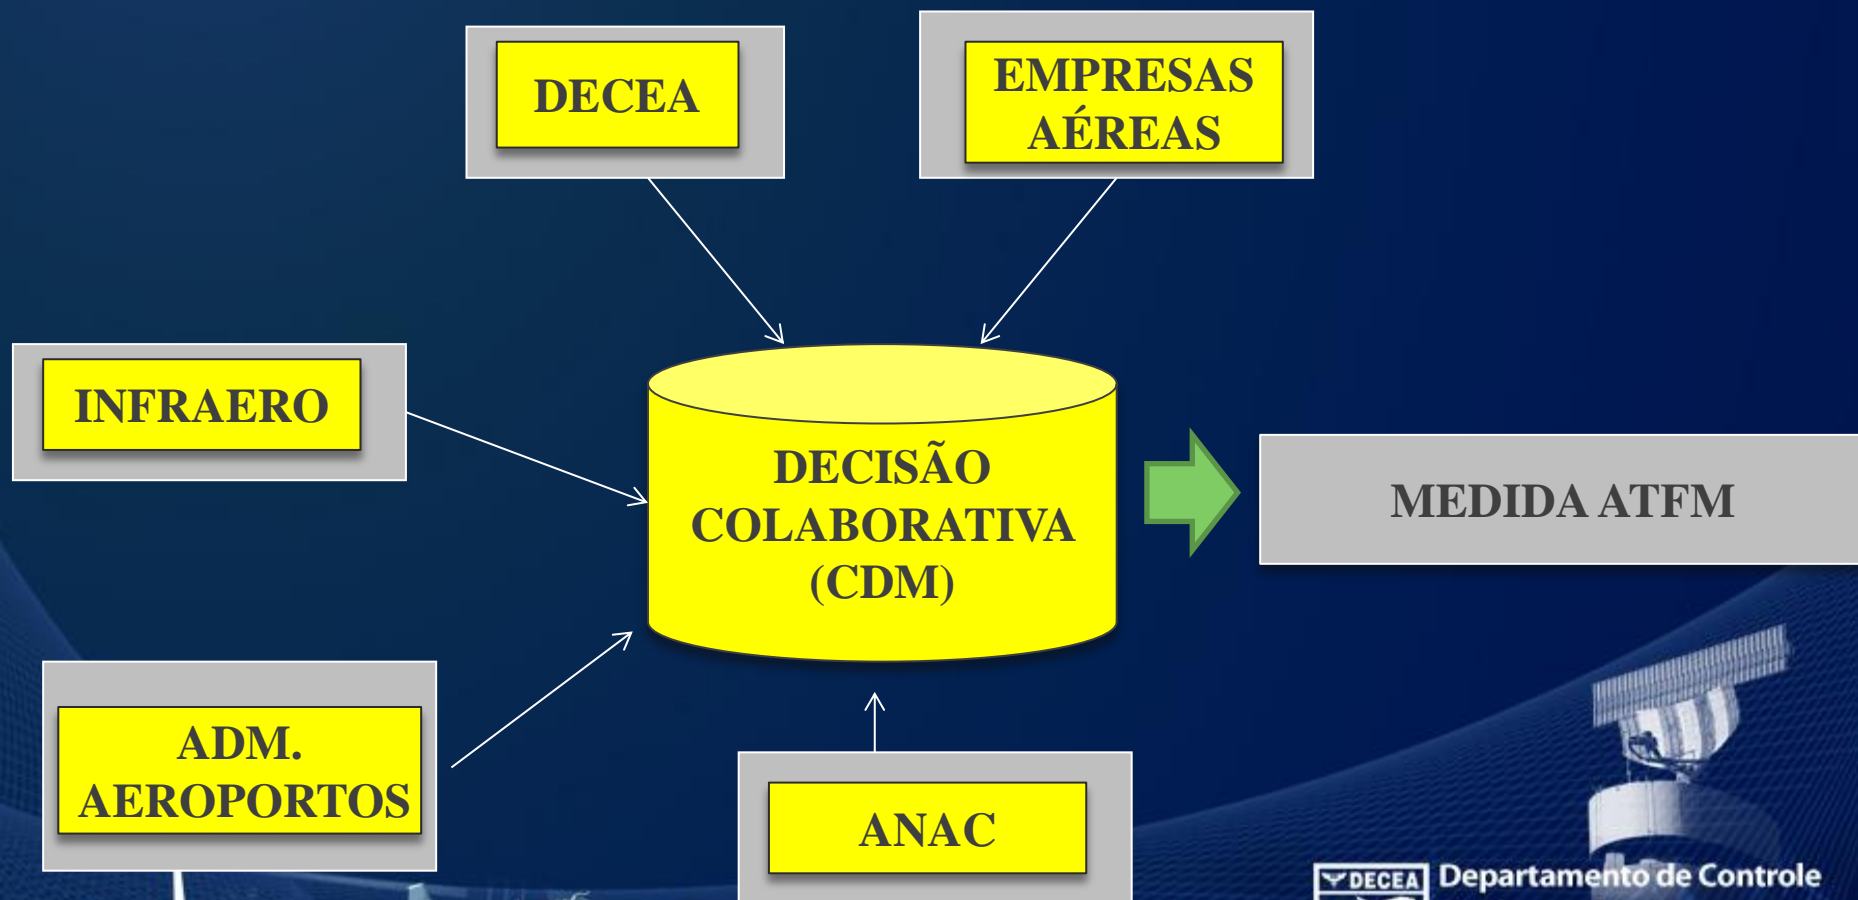 DECEA
EMPRESAS
AÉREAS
INFRAERO
DECISÃO
COLABORATIVA
(CDM)
MEDIDA ATFM
ADM.
AEROPORTOS
ANAC
DECEA
Departamento de Controle